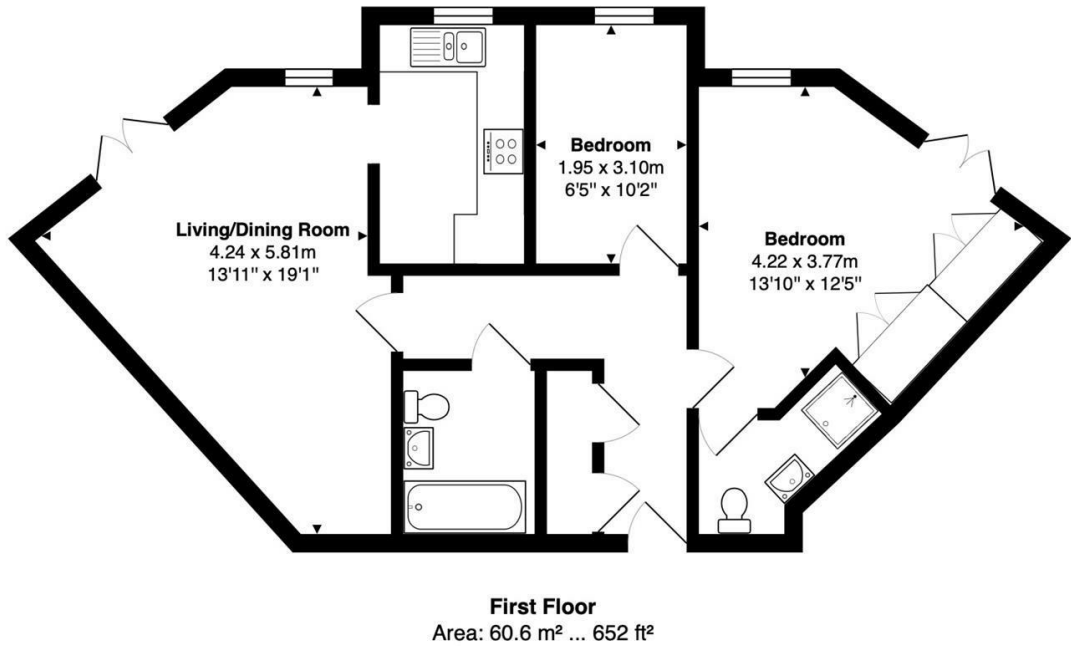 Bedroom
1.95 x 3.10m
6'5" x 10'2"
Living/Dining Room
4.24 x 5.81m
13'11" x 19'1"
Bedroom
4.22 x 3.77m
13'10" x 12'5"
First Floor
Area: 60.6 m² ... 652 ft²